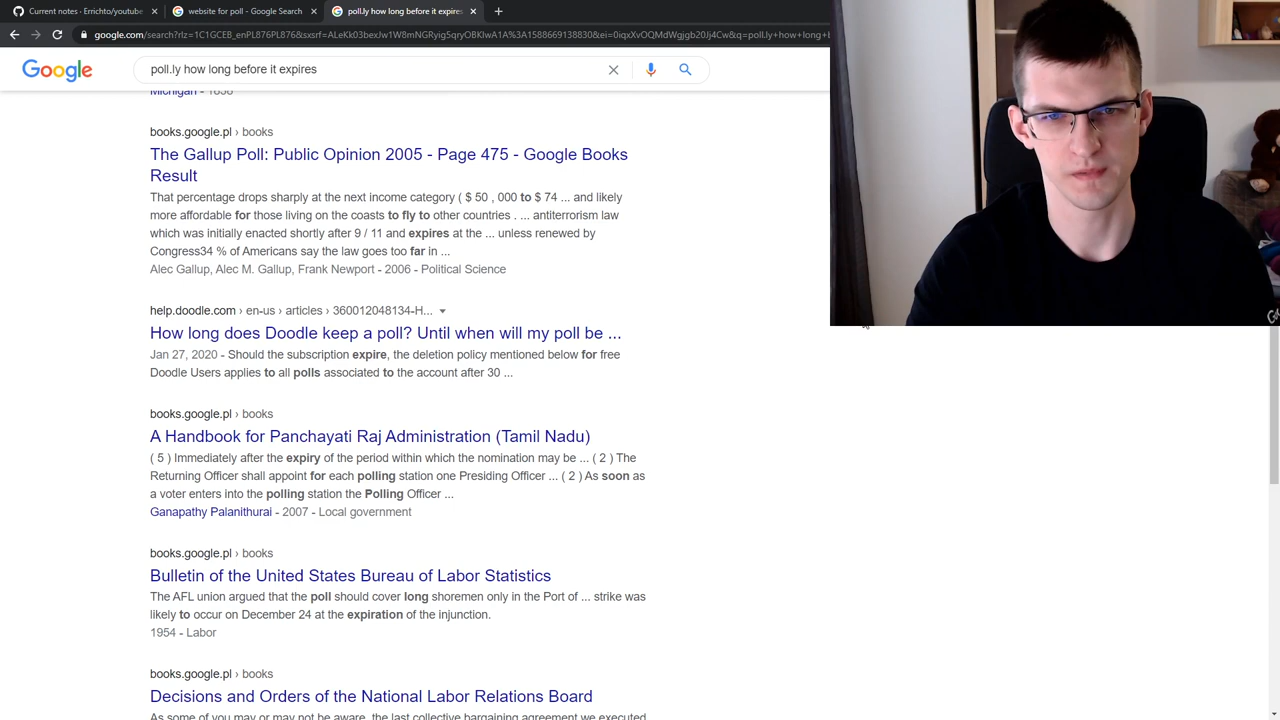 Current notes · Errichto/youtube
website for poll - Google Search
poll.ly how long before it expires
google.com/search?rlz=1C1GCEB_enPL876PL876&sxsrf=
Google
poll.ly how long before it expires
Michigan - 1838
books.google.pl › books
The Gallup Poll: Public Opinion 2005 - Page 475 - Google Books
Result
That percentage drops sharply at the next income category ( $ 50 , 000 to $ 74 ... and likely
more affordable for those living on the coasts to fly to other countries . ... antiterrorism law
which was initially enacted shortly after 9 / 11 and expires at the ... unless renewed by
Congress34 % of Americans say the law goes too far in ...
Alec Gallup, Alec M. Gallup, Frank Newport - 2006 - Political Science
help.doodle.com › en-us › articles › 360012048134-H...
How long does Doodle keep a poll? Until when will my poll be ...
Jan 27, 2020 - Should the subscription expire, the deletion policy mentioned below for free
Doodle Users applies to all polls associated to the account after 30 ...
books.google.pl › books
A Handbook for Panchayati Raj Administration (Tamil Nadu)
( 5 ) Immediately after the expiry of the period within which the nomination may be ... ( 2 ) The
Returning Officer shall appoint for each polling station one Presiding Officer ... ( 2 ) As soon as
a voter enters into the polling station the Polling Officer ...
Ganapathy Palanithurai - 2007 - Local government
books.google.pl › books
Bulletin of the United States Bureau of Labor Statistics
The AFL union argued that the poll should cover long shoremen only in the Port of ... strike was
likely to occur on December 24 at the expiration of the injunction.
1954 - Labor
books.google.pl › books
Decisions and Orders of the National Labor Relations Board
As some of you may or may not be aware, the last collective bargaining agreement we executed